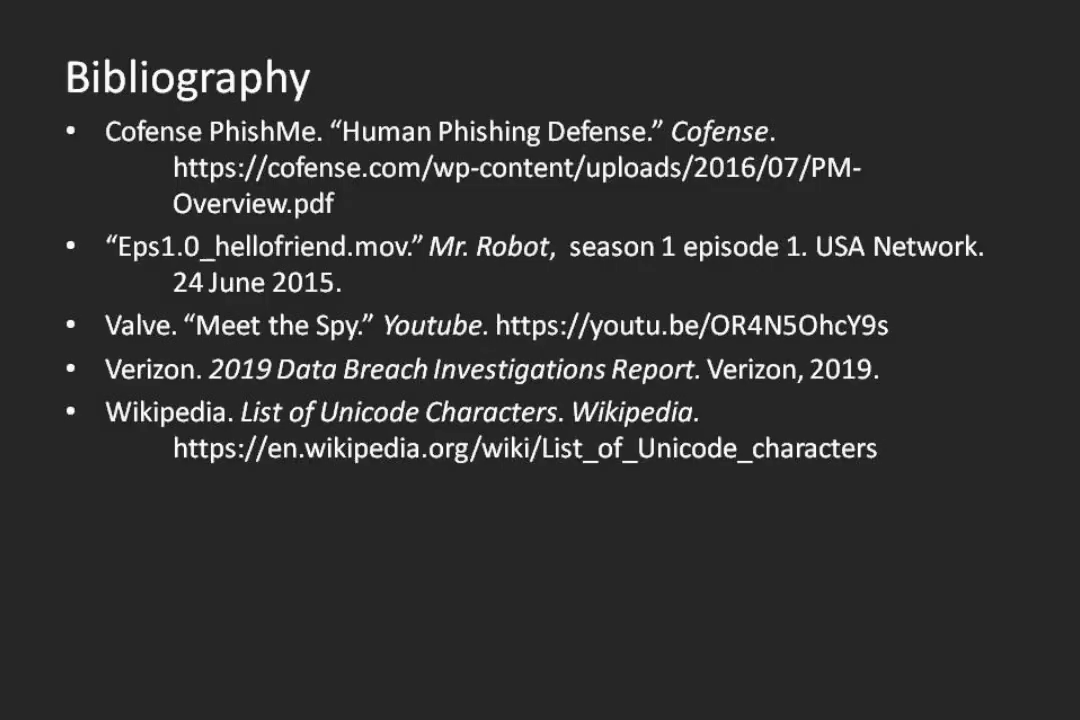 Bibliography
• Cofense PhishMe. “Human Phishing Defense.” Cofense.
https://cofense.com/wp-content/uploads/2016/07/PM-
Overview.pdf
• “Eps1.0_hellofriend.mov.” Mr. Robot, season 1 episode 1. USA Network.
24 June 2015.
• Valve. “Meet the Spy.” Youtube. https://youtu.be/OR4N5OhcY9s
• Verizon. 2019 Data Breach Investigations Report. Verizon, 2019.
• Wikipedia. List of Unicode Characters. Wikipedia.
https://en.wikipedia.org/wiki/List_of_Unicode_characters